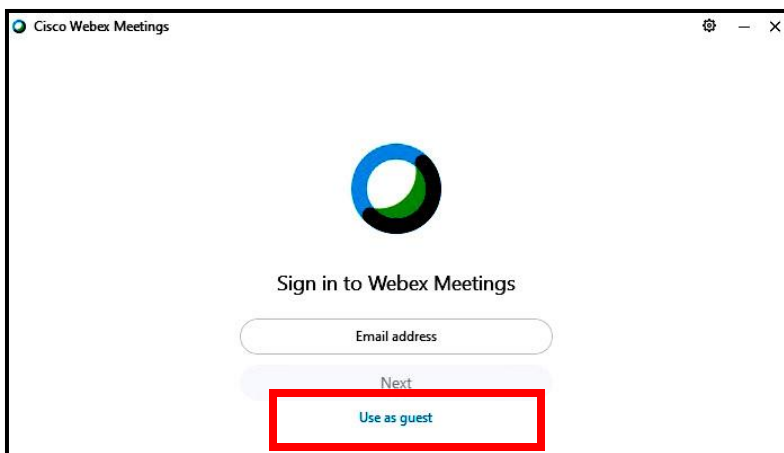 Cisco Webex Meetings
Sign in to Webex Meetings
Email address
Next
Use as guest